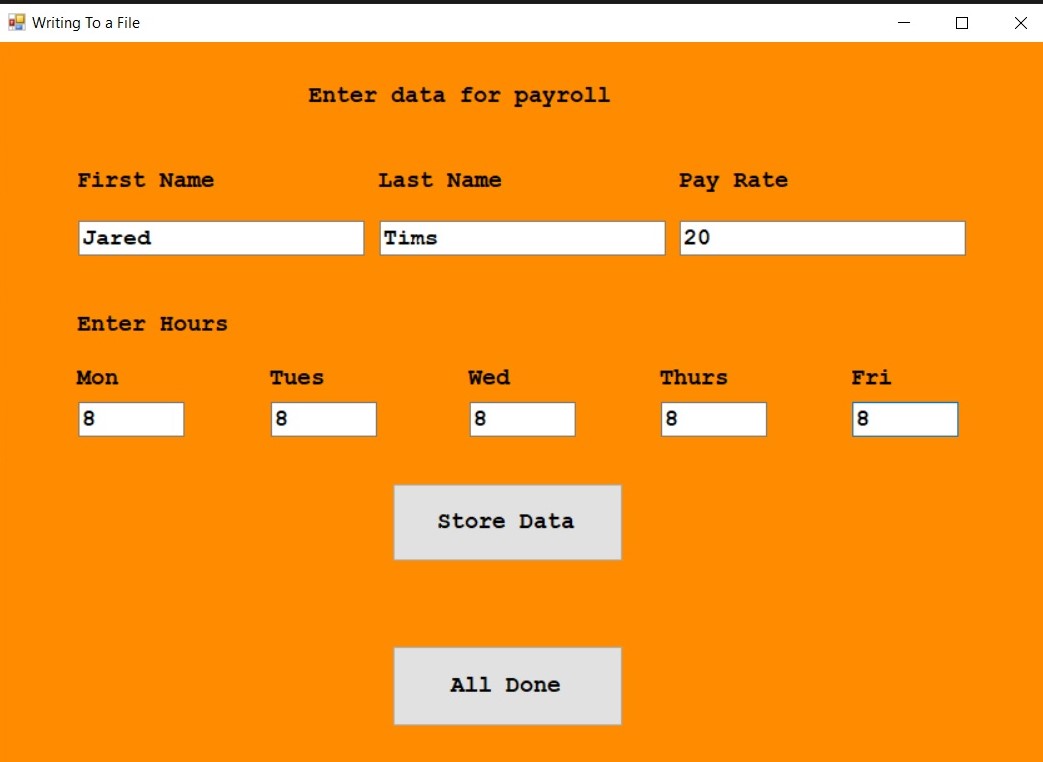 Writing To a File
Enter data for payroll
First Name Last Name Pay Rate
Jared Tims 20
Enter Hours
Mon Tues Wed Thurs Fri
8 8 8 8 8
Store Data
All Done